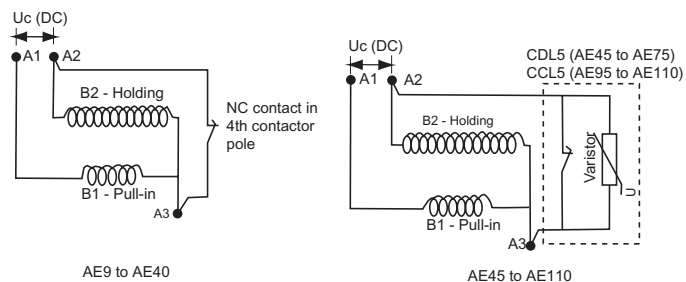 Uc (DC)
A1
A2
B2 - Holding
NC contact in
4th contactor
pole
B1 - Pull-in
A3
AE9 to AE40
Uc (DC)
A1
A2
CDL5 (AE45 to AE75)
CCL5 (AE95 to AE110)
B2 - Holding
Varistor
U
B1 - Pull-in
A3
AE45 to AE110